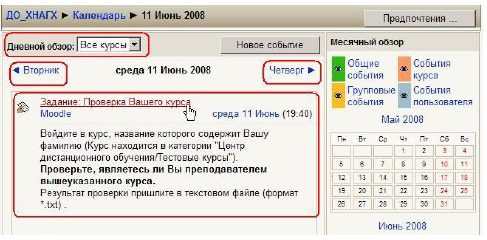 ДО_ХНАГХ ► Календарь ► 11 Июнь 2008
Предпочтения ...
Дневной обзор: Все курсы
Новое событие
◄ Вторник
среда 11 Июнь 2008
Четверг ►
Задание: Проверка Вашего курса
Moodle
среда 11 Июнь (19:40)
Войдите в курс, название которого содержит Вашу
фамилию (Курс находится в категории "Центр
дистанционного обучения/Тестовые курсы").
Проверьте, являетесь ли Вы преподавателем
вышеуказанного курса.
Результат проверки пришлите в текстовом файле (формат
*.txt) .
Месячный обзор
Общие события
События курса
Групповые события
События пользователя
Май 2008
Пн Вт Ср Чт Пт Сб Вс
1 2 3 4
5 6 7 8 9 10 11
12 13 14 15 16 17 18
19 20 21 22 23 24 25
26 27 28 29 30 31
Июнь 2008